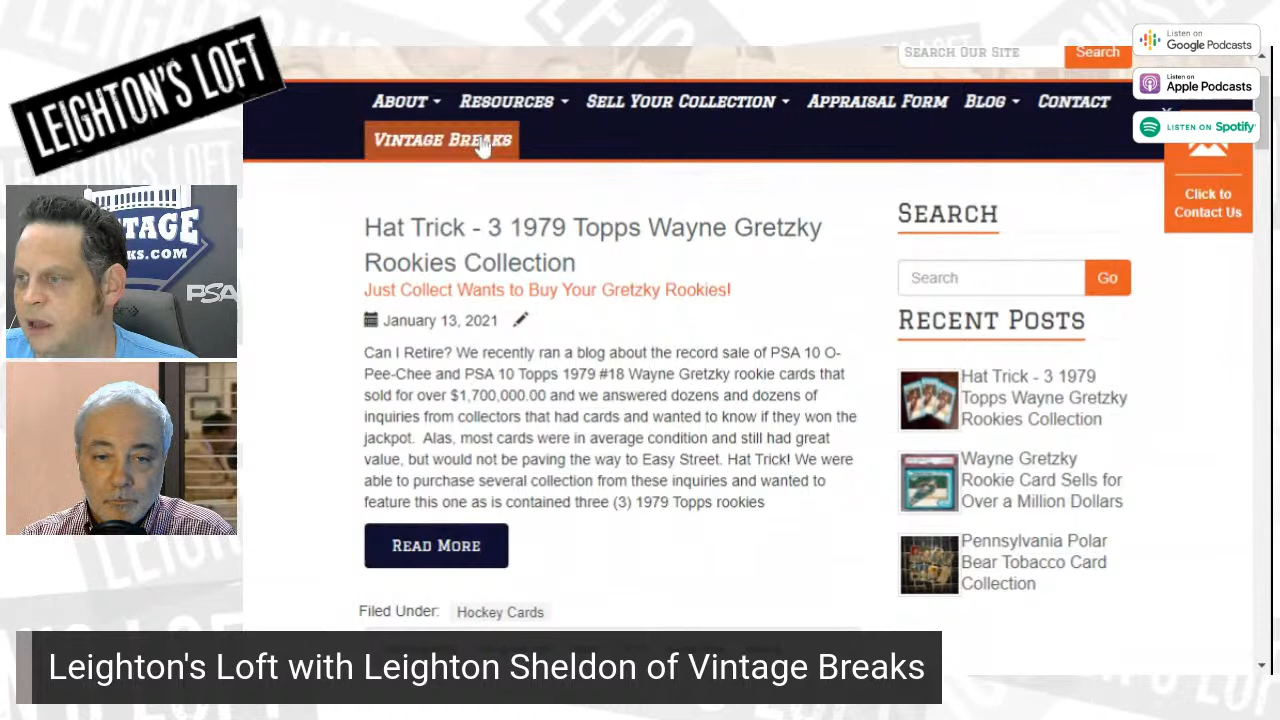 LEIGHTON'S LOFT
SEARCH OUR SITE
Search
Listen on
Google Podcasts
Listen on
Apple Podcasts
LISTEN ON Spotify
ABOUT
RESOURCES
SELL YOUR COLLECTION
APPRAISAL FORM
BLOG
CONTACT
VINTAGE BREAKS
Click to
Contact Us
Hat Trick - 3 1979 Topps Wayne Gretzky
Rookies Collection
Just Collect Wants to Buy Your Gretzky Rookies!
January 13, 2021
Can I Retire? We recently ran a blog about the record sale of PSA 10 O-
Pee-Chee and PSA 10 Topps 1979 #18 Wayne Gretzky rookie cards that
sold for over $1,700,000.00 and we answered dozens and dozens of
inquiries from collectors that had cards and wanted to know if they won the
jackpot. Alas, most cards were in average condition and still had great
value, but would not be paving the way to Easy Street. Hat Trick! We were
able to purchase several collection from these inquiries and wanted to
feature this one as is contained three (3) 1979 Topps rookies
READ MORE
Filed Under:
Hockey Cards
SEARCH
Search
Go
RECENT POSTS
Hat Trick - 3 1979
Topps Wayne Gretzky
Rookies Collection
Wayne Gretzky
Rookie Card Sells for
Over a Million Dollars
Pennsylvania Polar
Bear Tobacco Card
Collection
PSA
Leighton's Loft with Leighton Sheldon of Vintage Breaks